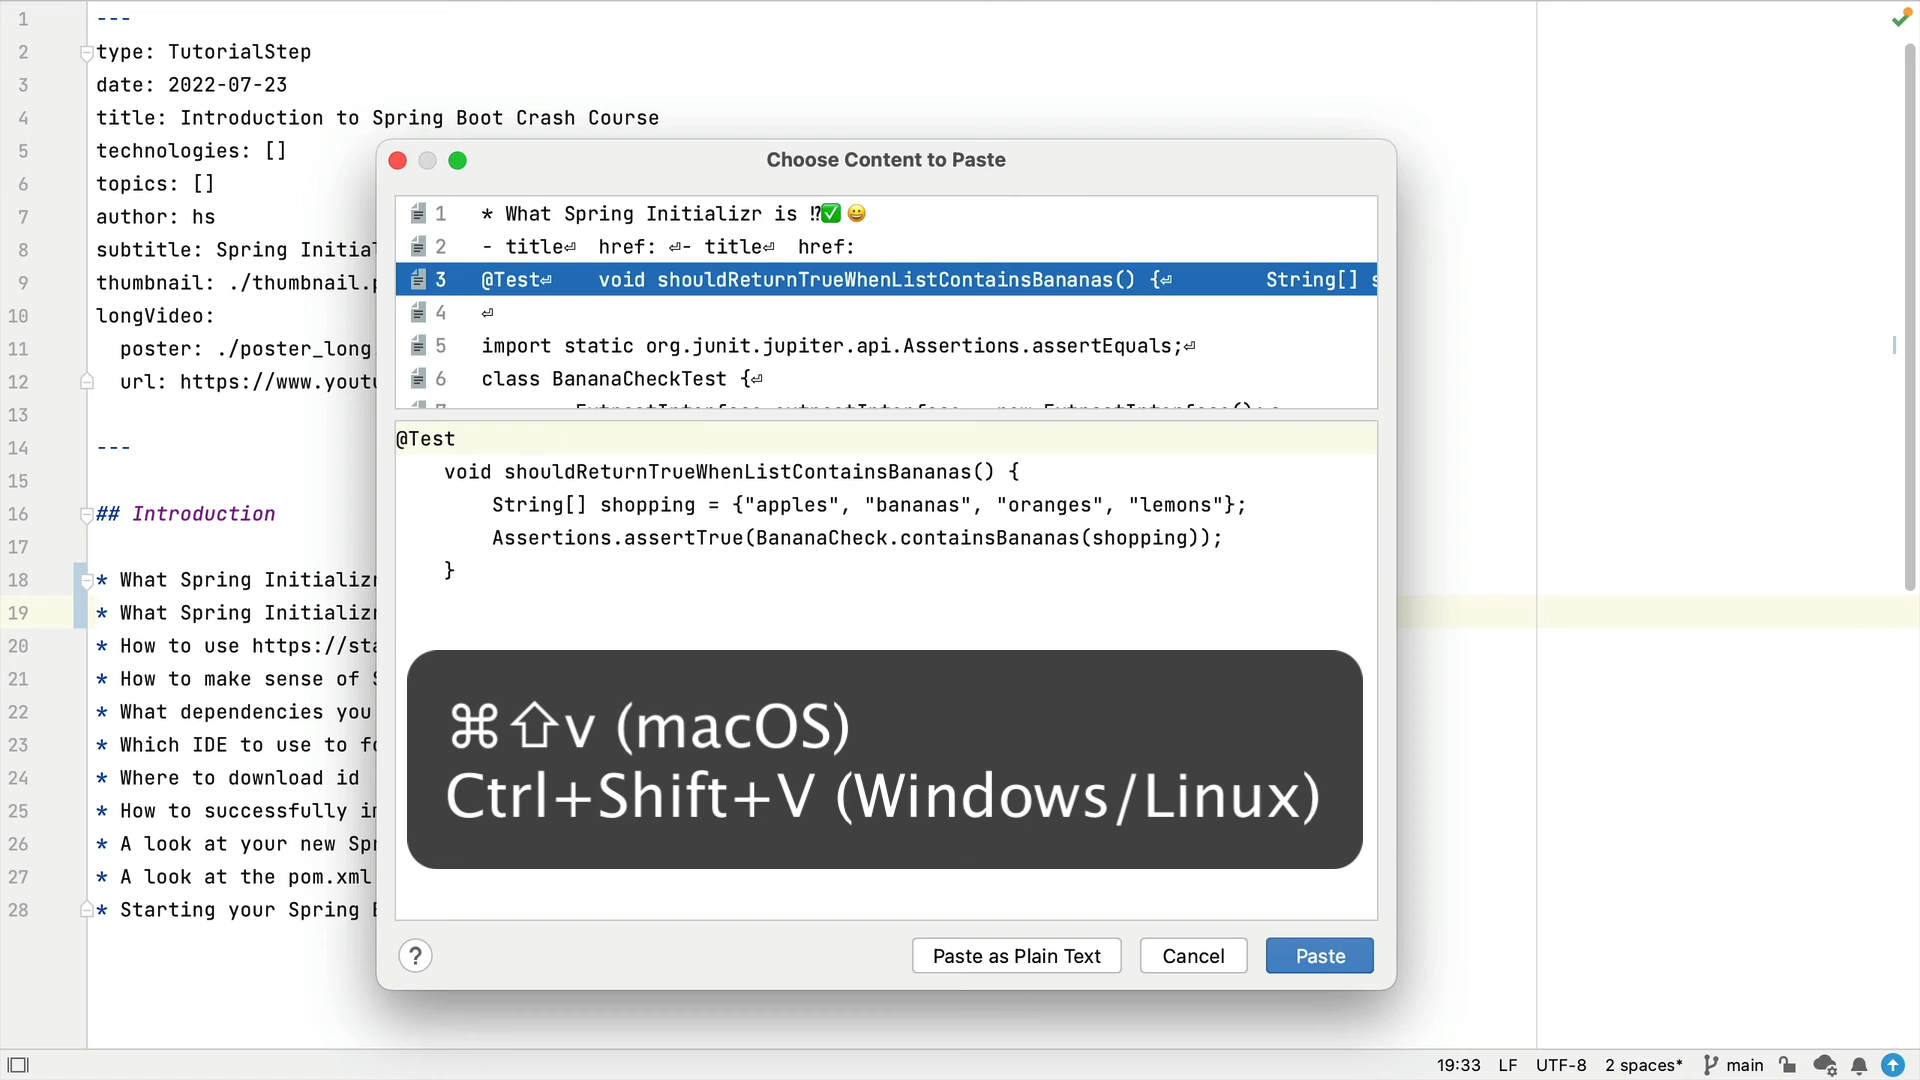 1 ---
2 type: TutorialStep
3 date: 2022-07-23
4 title: Introduction to Spring Boot Crash Course
5 technologies: []
6 topics: []
7 author: hs
8 subtitle: Spring Initial
9 thumbnail: ./thumbnail.p
10 longVideo:
11 poster: ./poster_long.
12 url: https://www.youtu
13
14 ---
15
16 ## Introduction
17
18 * What Spring Initializr
19 * What Spring Initializr
20 * How to use https://sta
21 * How to make sense of S
22 * What dependencies you
23 * Which IDE to use to fo
24 * Where to download id
25 * How to successfully im
26 * A look at your new Spr
27 * A look at the pom.xml
28 * Starting your Spring B
Choose Content to Paste
1 * What Spring Initializr is ⁉✅ 😀
2 - title⏎ href: ⏎- title⏎ href:
3 @Test⏎ void shouldReturnTrueWhenListContainsBananas() {⏎ String[] s
4 ⏎
5 import static org.junit.jupiter.api.Assertions.assertEquals;⏎
6 class BananaCheckTest {⏎
@Test
void shouldReturnTrueWhenListContainsBananas() {
String[] shopping = {"apples", "bananas", "oranges", "lemons"};
Assertions.assertTrue(BananaCheck.containsBananas(shopping));
}
⌘⇧v (macOS)
Ctrl+Shift+V (Windows/Linux)
? Paste as Plain Text Cancel Paste
19:33 LF UTF-8 2 spaces* main